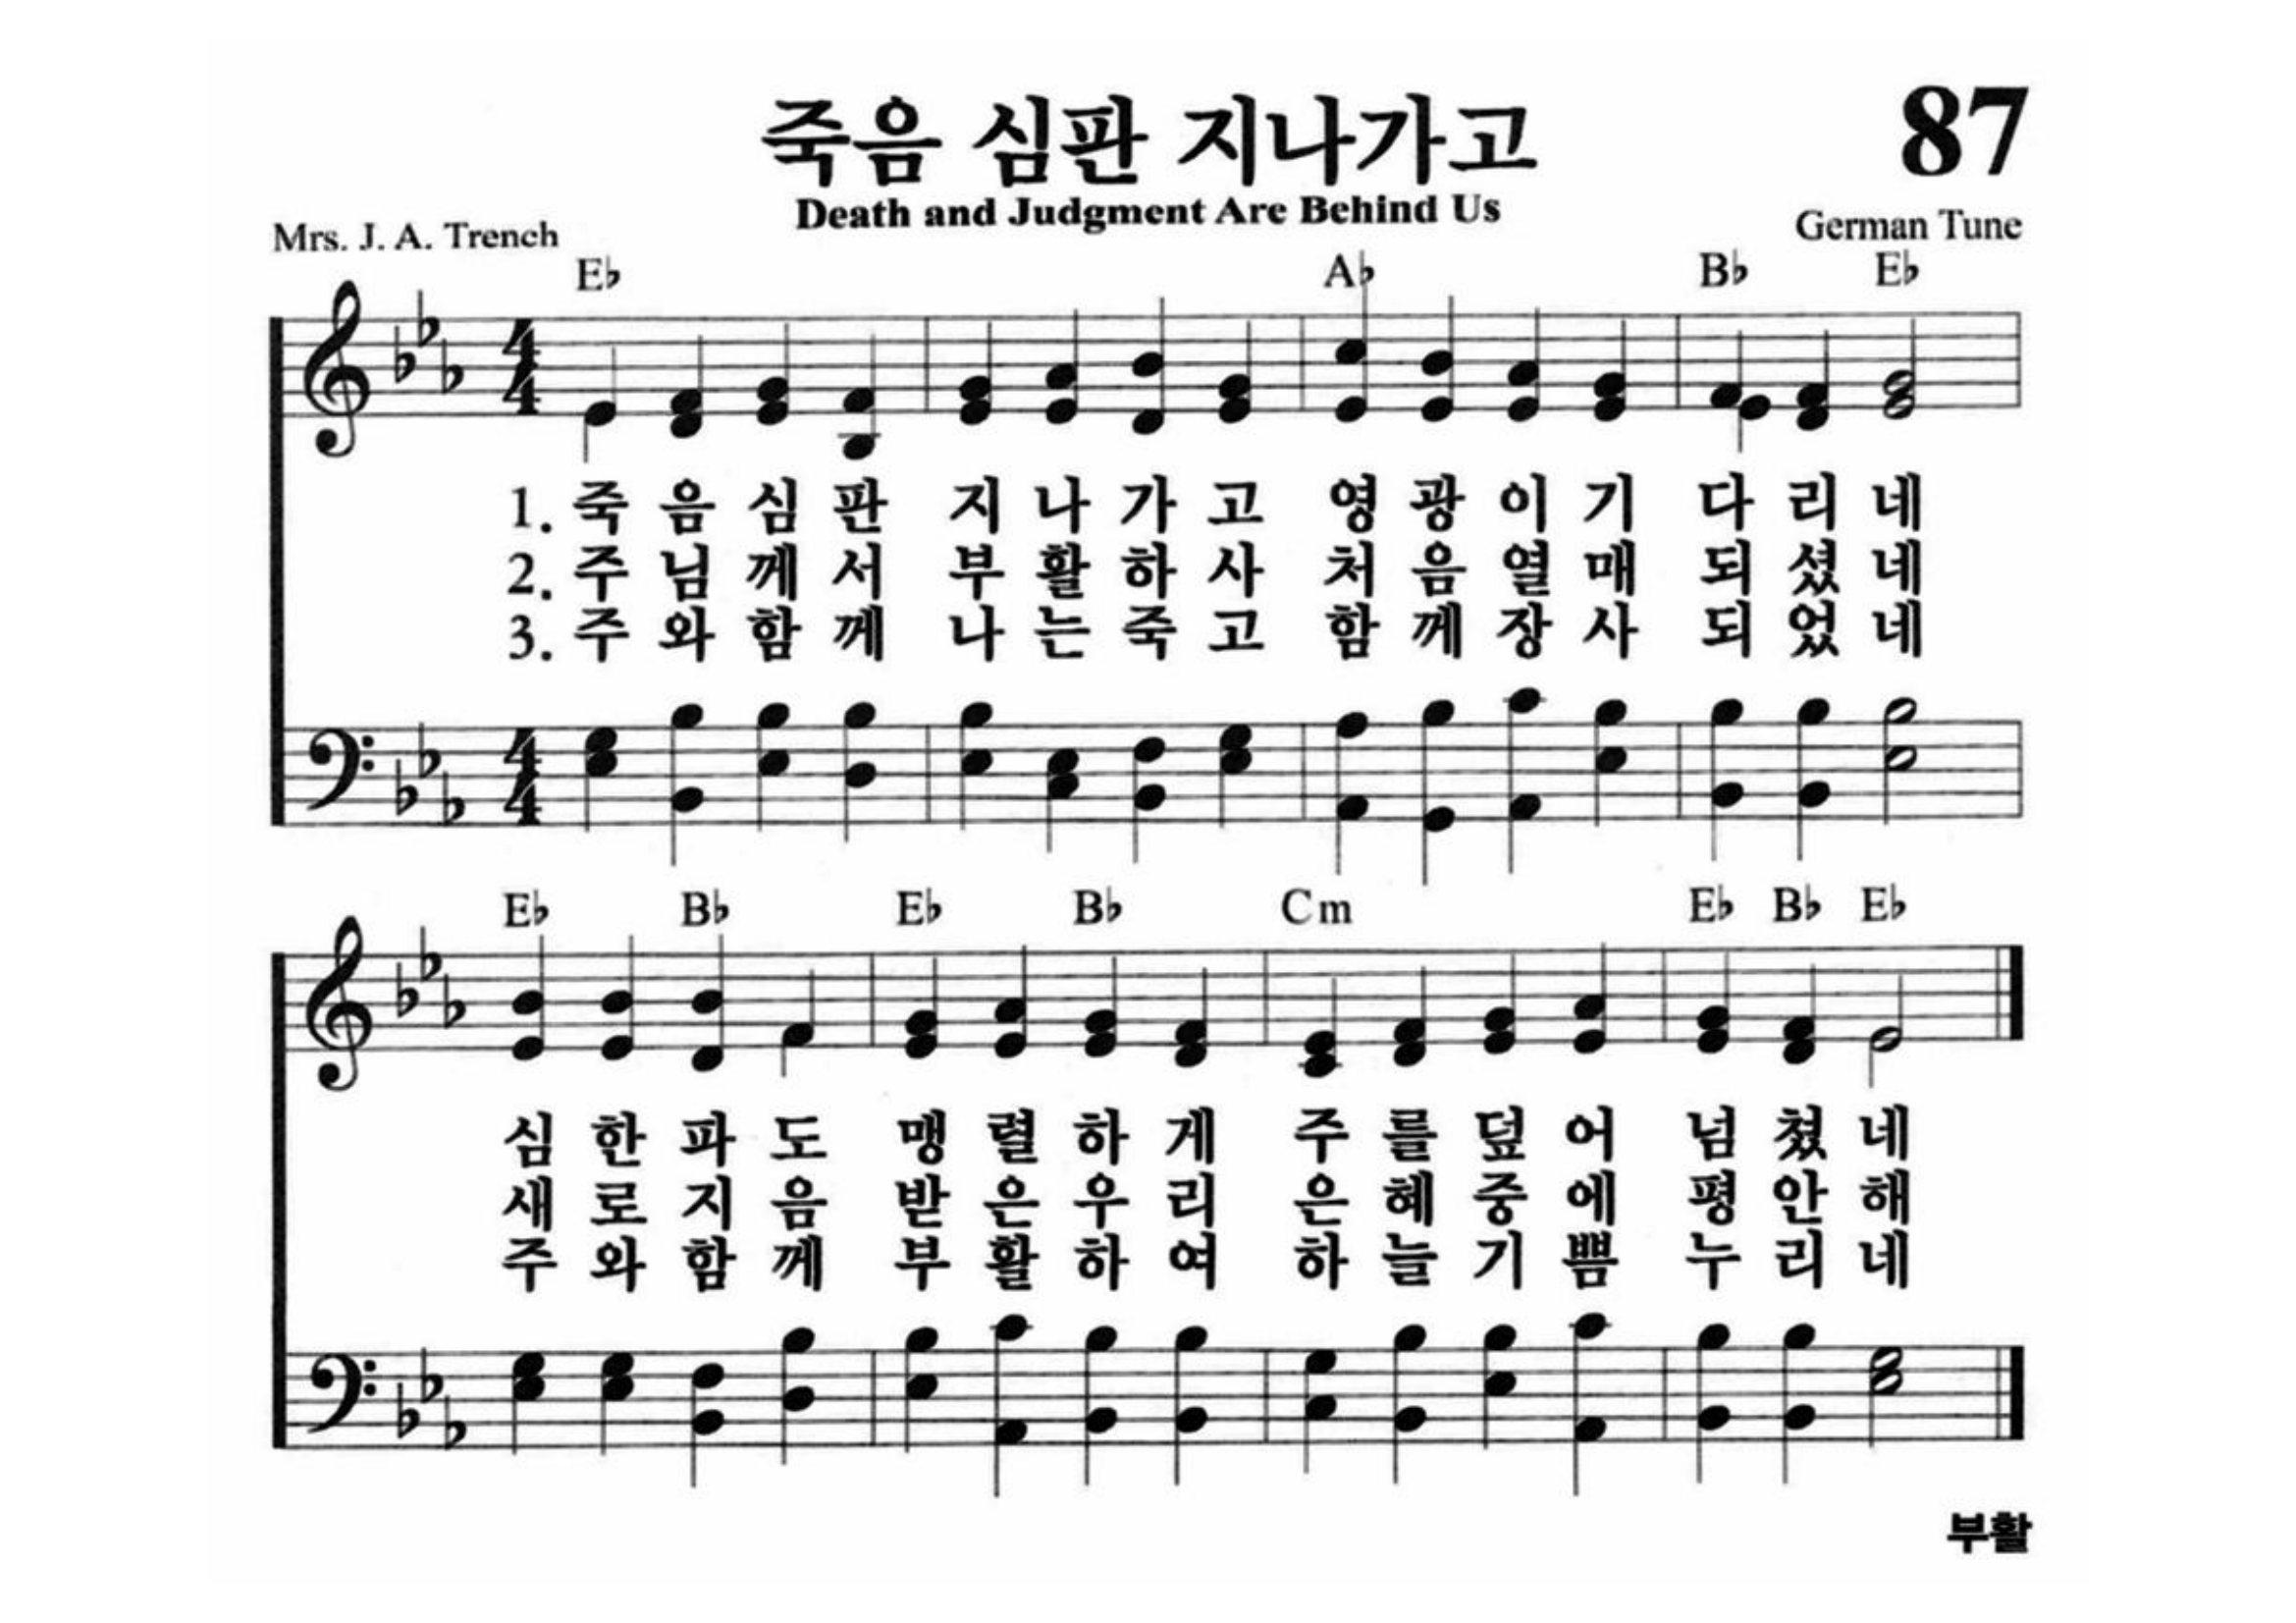 죽음 심판 지나가고
87
Death and Judgment Are Behind Us
Mrs. J. A. Trench
German Tune
E♭ A♭ B♭ E♭
4 4
1. 죽 음 심 판 지 나 가 고 영 광 이 기 다 리 네
2. 주 님 께 서 부 활 하 사 처 음 열 매 되 셨 네
3. 주 와 함 께 나 는 죽 고 함 께 장 사 되 었 네
4 4
E♭ B♭ E♭ B♭ Cm E♭ B♭ E♭
심 한 파 도 맹 렬 하 게 주 를 덮 어 넘 쳤 네
새 로 지 음 받 은 우 리 은 혜 중 에 평 안 해
주 와 함 께 부 활 하 여 하 늘 기 쁨 누 리 네
부활